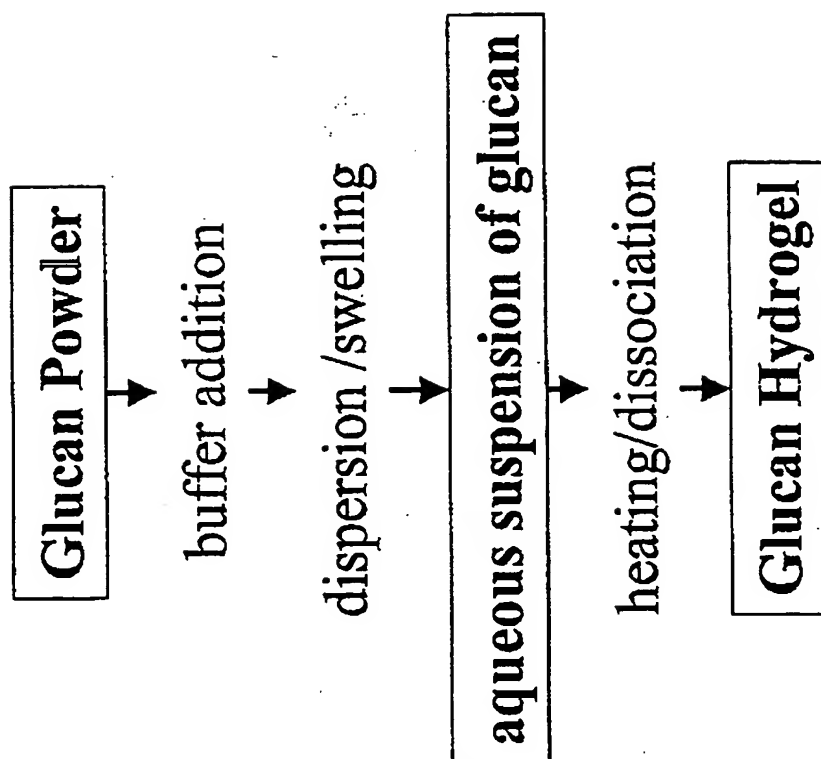 Glucan Powder
buffer addition
dispersion /swelling
aqueous suspension of glucan
heating/dissociation
Glucan Hydrogel